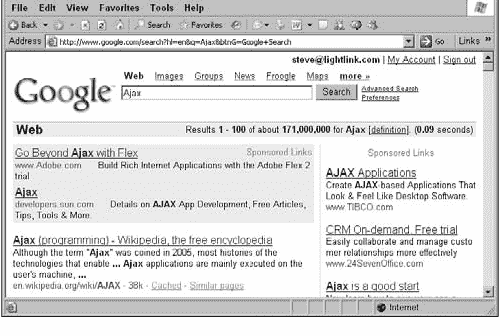 File Edit View Favorites Tools Help
Back Search Favorites
Address http://www.google.com/search?hl=en&q=Ajax&btnG=Google+Search Go Links »
steve@lightlink.com | My Account | Sign out
Web Images Groups News Froogle Maps more »
Google™ Ajax Search Advanced Search
Preferences
Web Results 1 - 100 of about 171,000,000 for Ajax [definition]. (0.09 seconds)
Go Beyond Ajax with Flex Sponsored Links
www.Adobe.com Build Rich Internet Applications with the Adobe Flex 2
trial
Ajax
developers.sun.com Details on AJAX App Development, Free Articles,
Tips, Tools & More.
Ajax (programming) - Wikipedia, the free encyclopedia
Although the term "Ajax" was coined in 2005, most histories of the
technologies that enable ... Ajax applications are mainly executed on the
user's machine, ...
en.wikipedia.org/wiki/AJAX - 38k - Cached - Similar pages
Sponsored Links
AJAX Applications
Create AJAX-based Applications That
Look & Feel Like Desktop Software.
www.TIBCO.com
CRM On-demand, Free trial
Easily collaborate and manage custo
mer relationships more effectively
www.24SevenOffice.com
Ajax is a good start
Internet